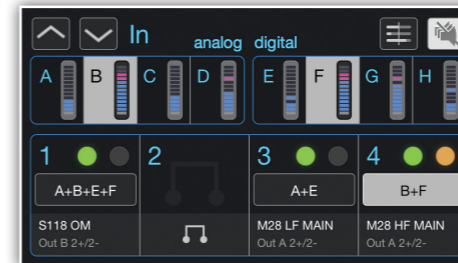 In analog digital
A B C D E F G H
1 2 3 4
A+B+E+F A+E B+F
S118 OM M28 LF MAIN M28 HF MAIN
Out B 2+/2- Out A 2+/2- Out A 2+/2-